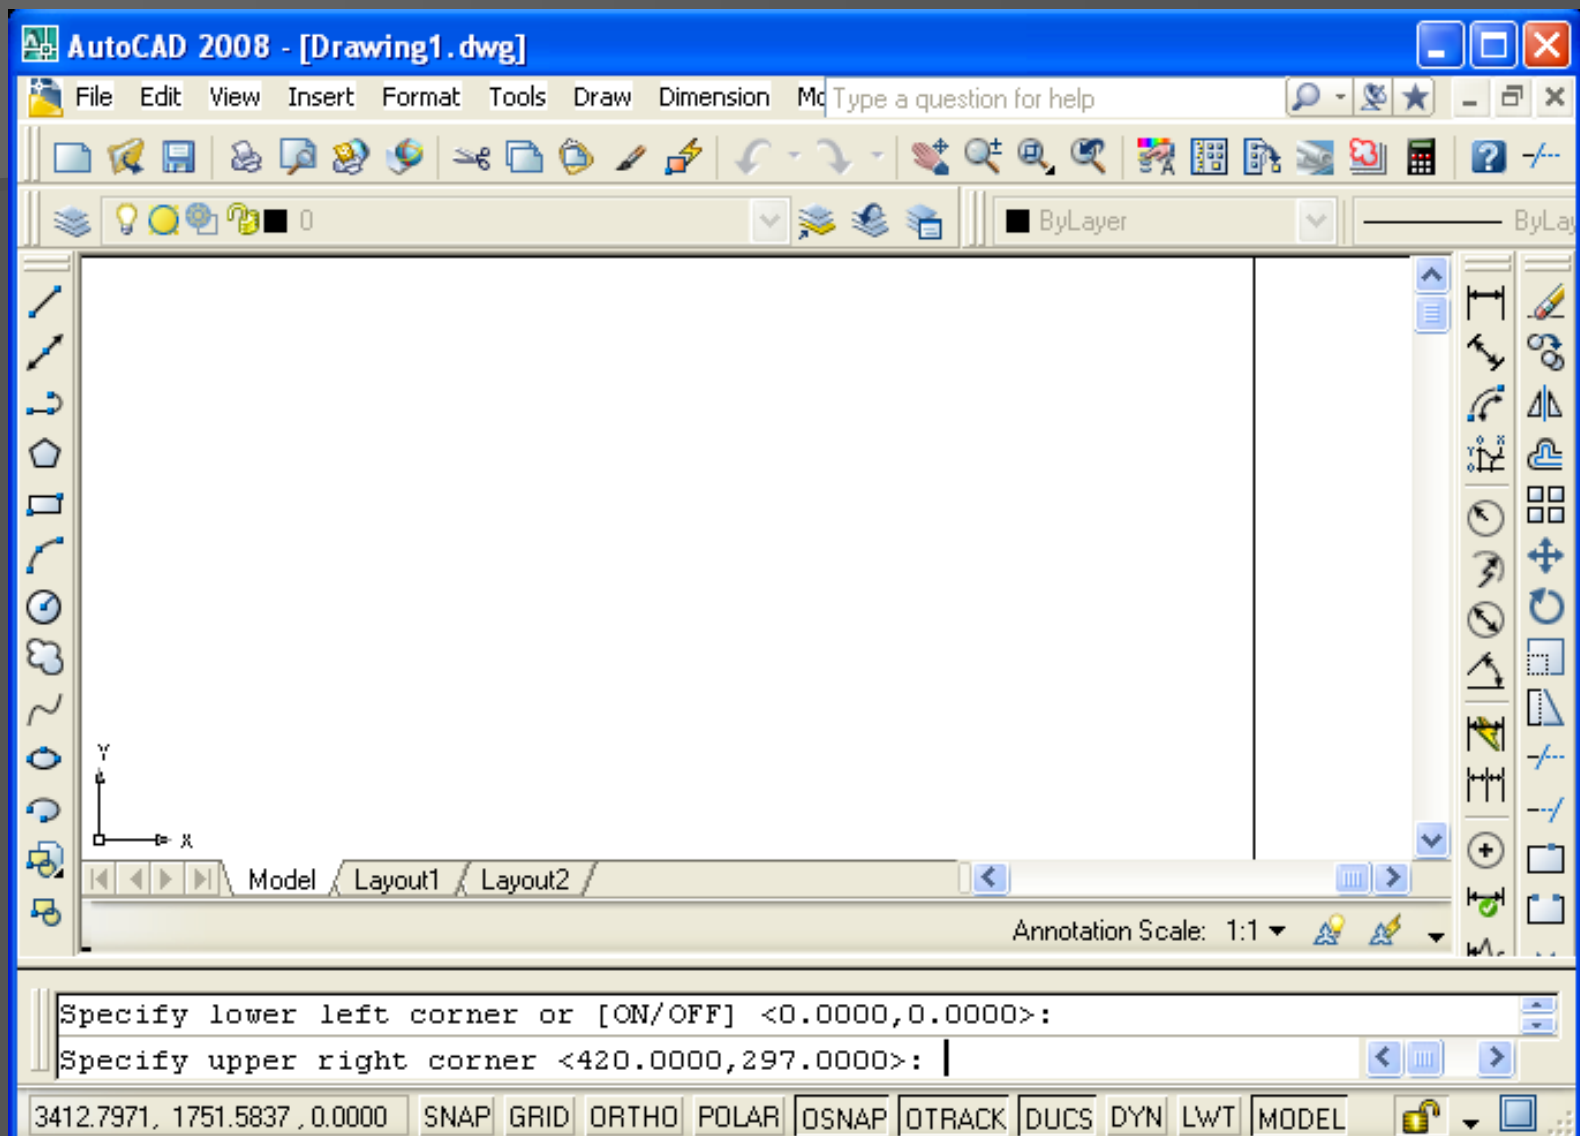 AutoCAD 2008 - [Drawing1.dwg]
File Edit View Insert Format Tools Draw Dimension Mo Type a question for help
0 ByLayer ByLay
Y
X
Model Layout1 Layout2
Annotation Scale: 1:1
Specify lower left corner or [ON/OFF] <0.0000,0.0000>:
Specify upper right corner <420.0000,297.0000>:
3412.7971, 1751.5837 , 0.0000 SNAP GRID ORTHO POLAR OSNAP OTRACK DUCS DYN LWT MODEL